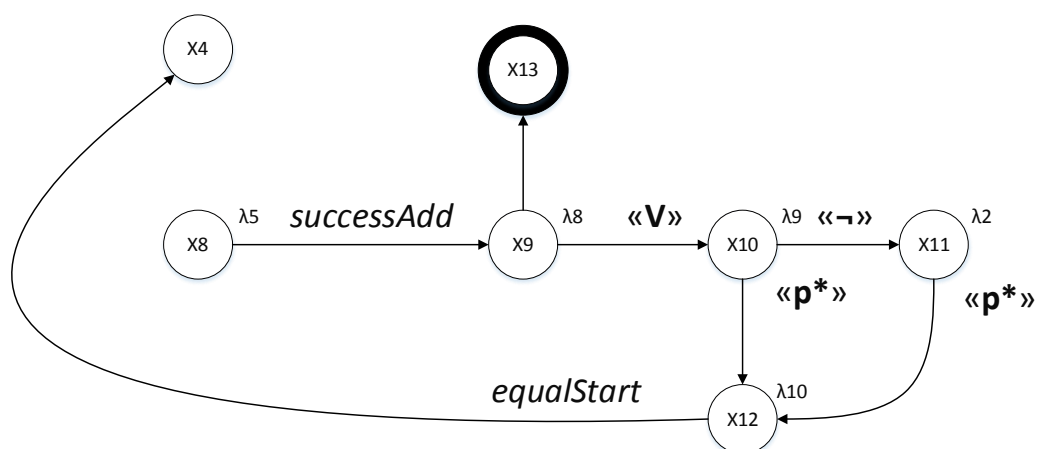 X4
X13
X8 λ5 successAdd X9 λ8 «V» X10 λ9 «¬» X11 λ2
«p*» «p*»
equalStart X12 λ10